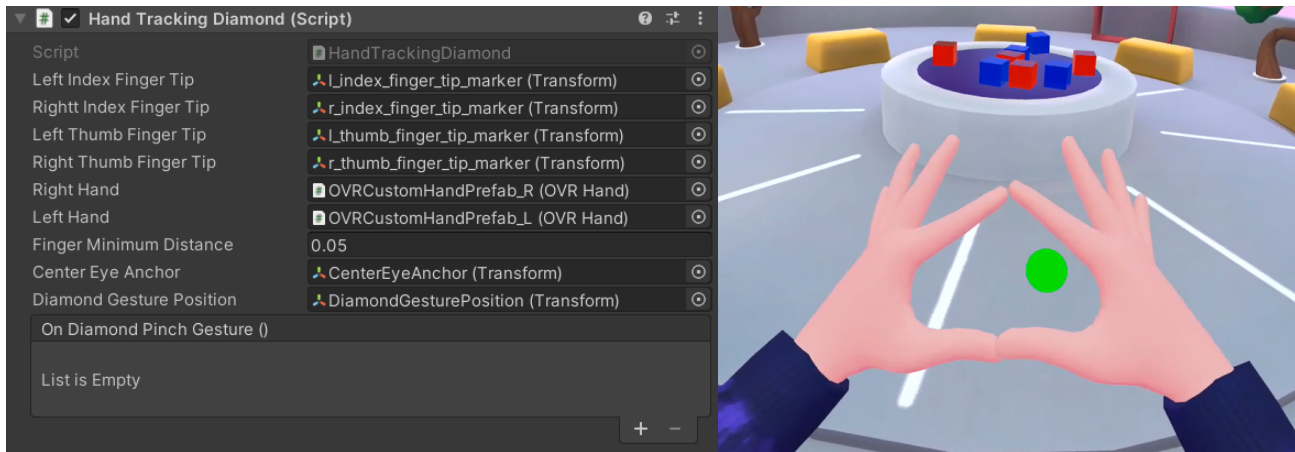 Hand Tracking Diamond (Script)
Script HandTrackingDiamond
Left Index Finger Tip l_index_finger_tip_marker (Transform)
Rightt Index Finger Tip r_index_finger_tip_marker (Transform)
Left Thumb Finger Tip l_thumb_finger_tip_marker (Transform)
Right Thumb Finger Tip r_thumb_finger_tip_marker (Transform)
Right Hand OVRCustomHandPrefab_R (OVR Hand)
Left Hand OVRCustomHandPrefab_L (OVR Hand)
Finger Minimum Distance 0.05
Center Eye Anchor CenterEyeAnchor (Transform)
Diamond Gesture Position DiamondGesturePosition (Transform)
On Diamond Pinch Gesture ()
List is Empty